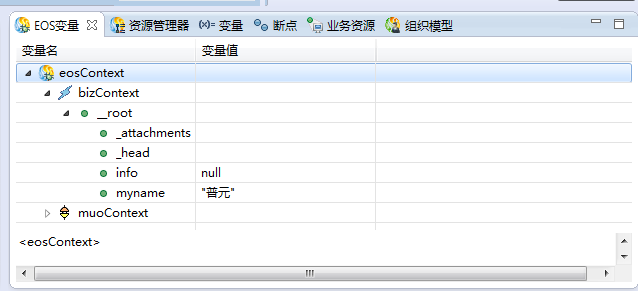 EOS变量 资源管理器 (x)= 变量 断点 业务资源 组织模型
变量名 变量值
eosContext
bizContext
__root
_attachments
_head
info null
myname "普元"
muoContext
<eosContext>